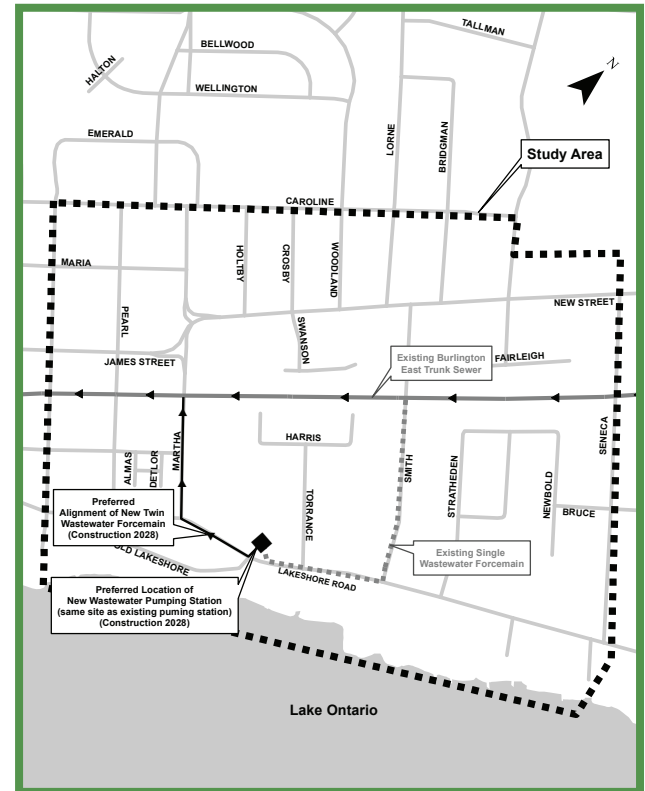 TALLMAN
BELLWOOD
N
HALTON
WELLINGTON
EMERALD
LORNE
BRIDGMAN
Study Area
CAROLINE
MARIA
HOLTBY
CROSBY
WOODLAND
PEARL
NEW STREET
SWANSON
JAMES STREET
Existing Burlington
East Trunk Sewer
FAIRLEIGH
SENECA
MARTHA
HARRIS
SMITH
ALMAS
DETLOR
TORRANCE
STRATHEDEN
NEWBOLD
BRUCE
Preferred
Alignment of New Twin
Wastewater Forcemain
(Construction 2028)
LD LAKESHORE
Existing Single
Wastewater Forcemain
LAKESHORE ROAD
Preferred Location of
New Wastewater Pumping Station
(same site as existing puming station)
(Construction 2028)
Lake Ontario